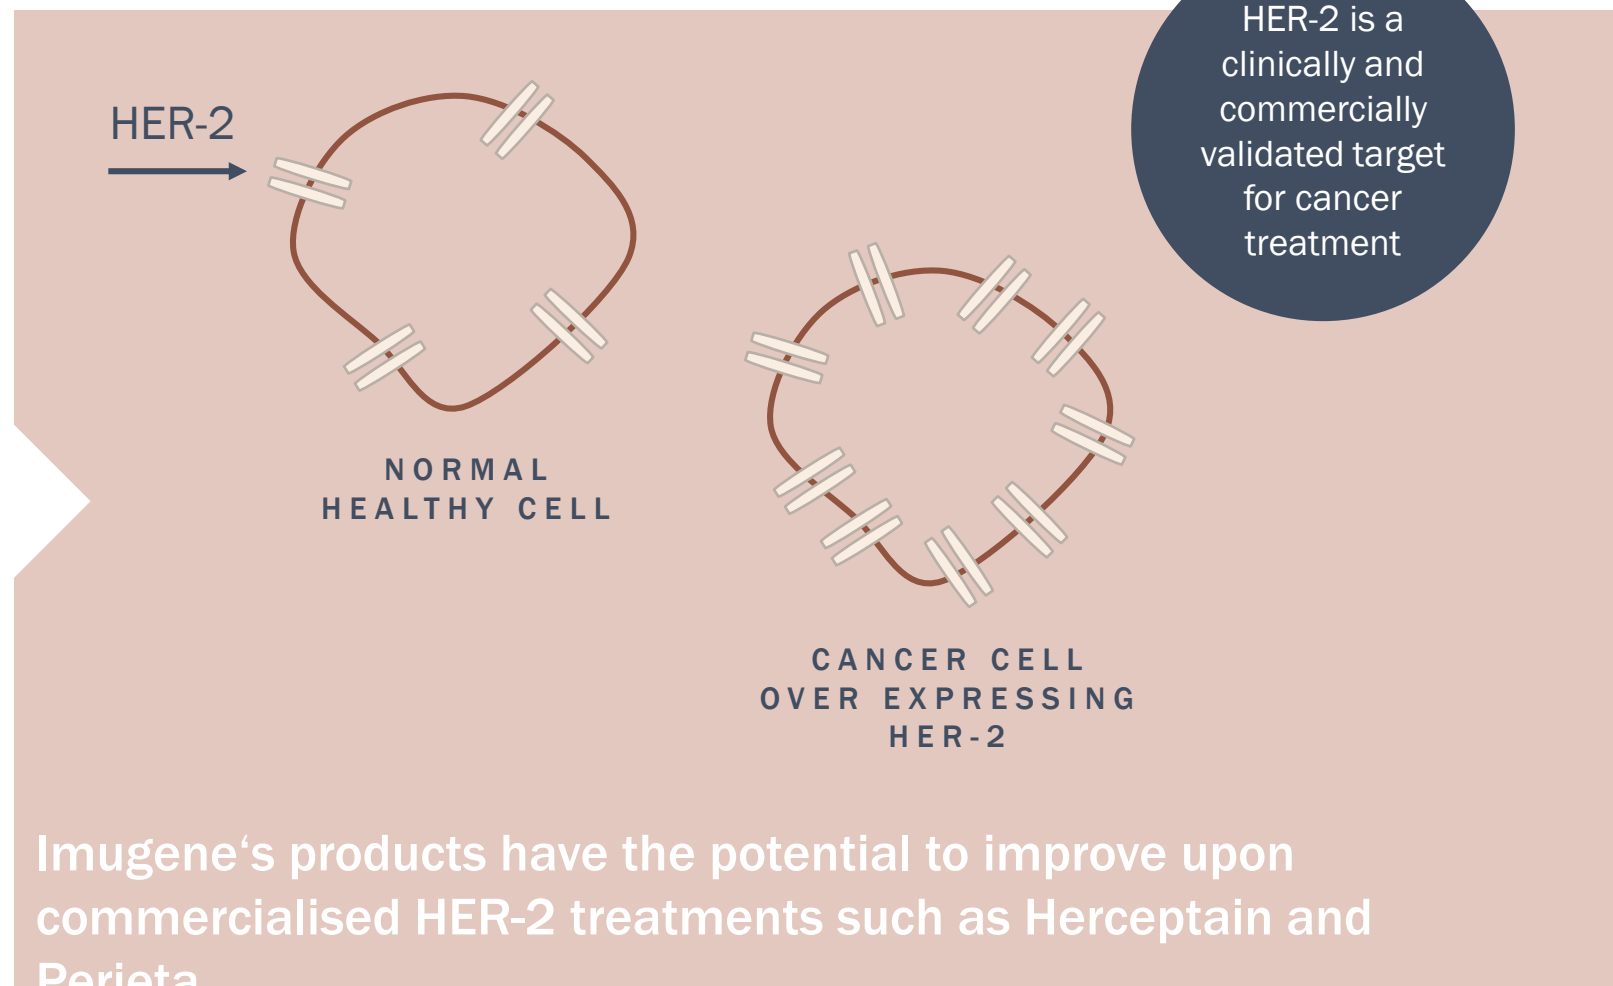 HER-2 is a
clinically and
commercially
validated target
for cancer
treatment
HER-2
NORMAL
HEALTHY CELL
CANCER CELL
OVER EXPRESSING
HER-2
Imugene‘s products have the potential to improve upon
commercialised HER-2 treatments such as Herceptain and
Perjeta